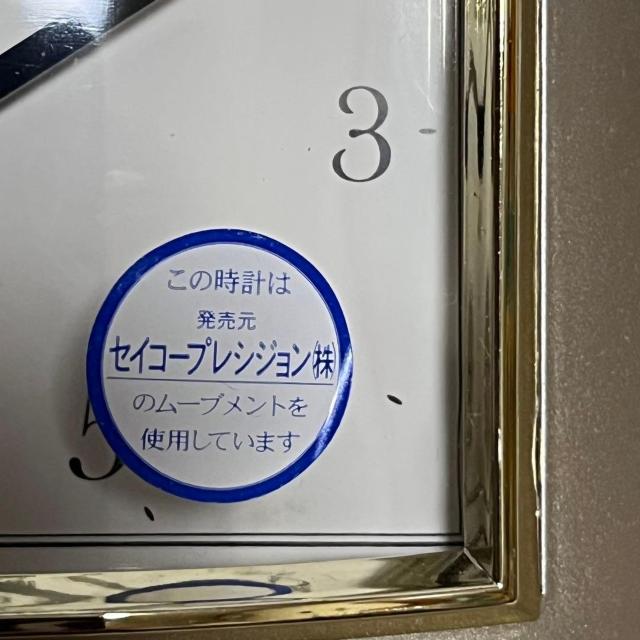 3
この時計は
発売元
セイコープレシジョン㈱
のムーブメントを
使用しています
5